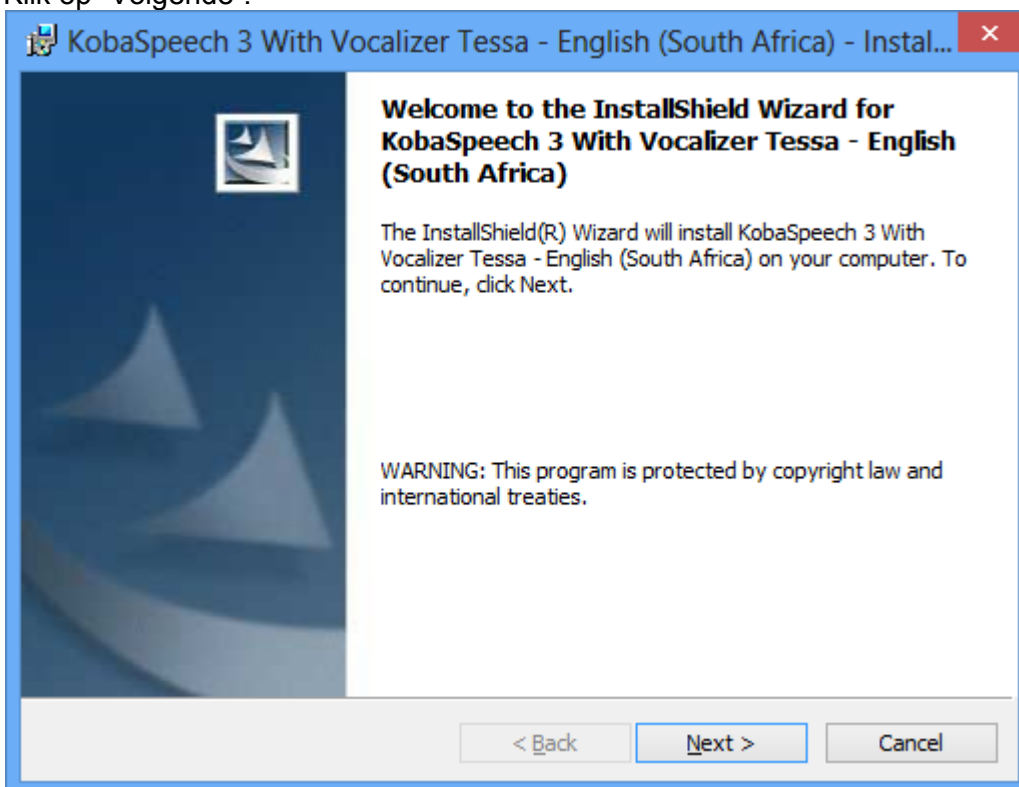 Klik op "Volgende".
KobaSpeech 3 With Vocalizer Tessa - English (South Africa) - Instal...
Welcome to the InstallShield Wizard for
KobaSpeech 3 With Vocalizer Tessa - English
(South Africa)
The InstallShield(R) Wizard will install KobaSpeech 3 With
Vocalizer Tessa - English (South Africa) on your computer. To
continue, click Next.
WARNING: This program is protected by copyright law and
international treaties.
< Back
Next >
Cancel